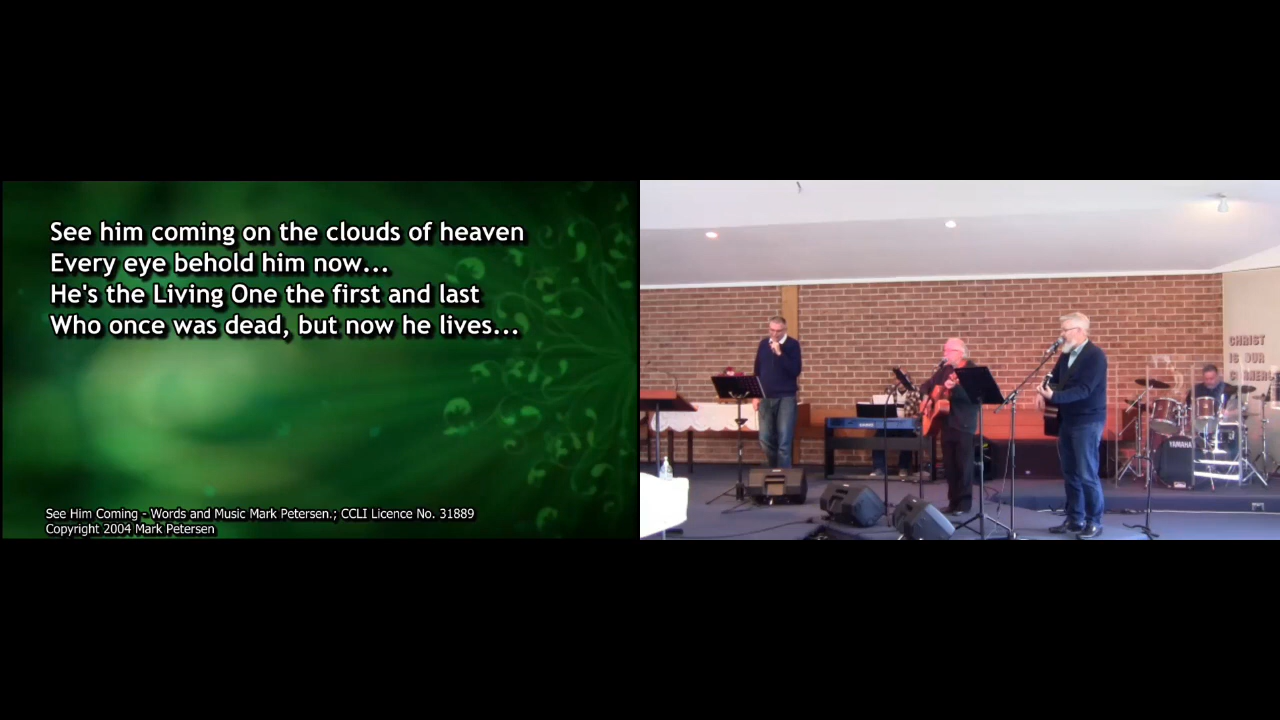 See him coming on the clouds of heaven
Every eye behold him now...
He's the Living One the first and last
Who once was dead, but now he lives...
See Him Coming - Words and Music Mark Petersen.; CCLI Licence No. 31889
Copyright 2004 Mark Petersen
CHRIST
IS OUR
YAMAHA